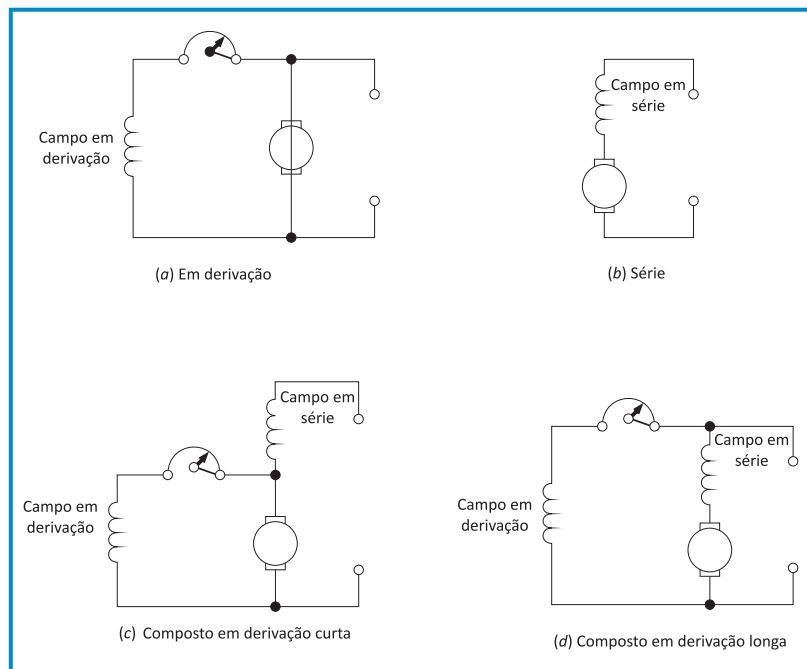 Campo em
derivação
(a) Em derivação
Campo em
série
(b) Série
Campo em
série
Campo em
derivação
(c) Composto em derivação curta
Campo em
série
Campo em
derivação
(d) Composto em derivação longa